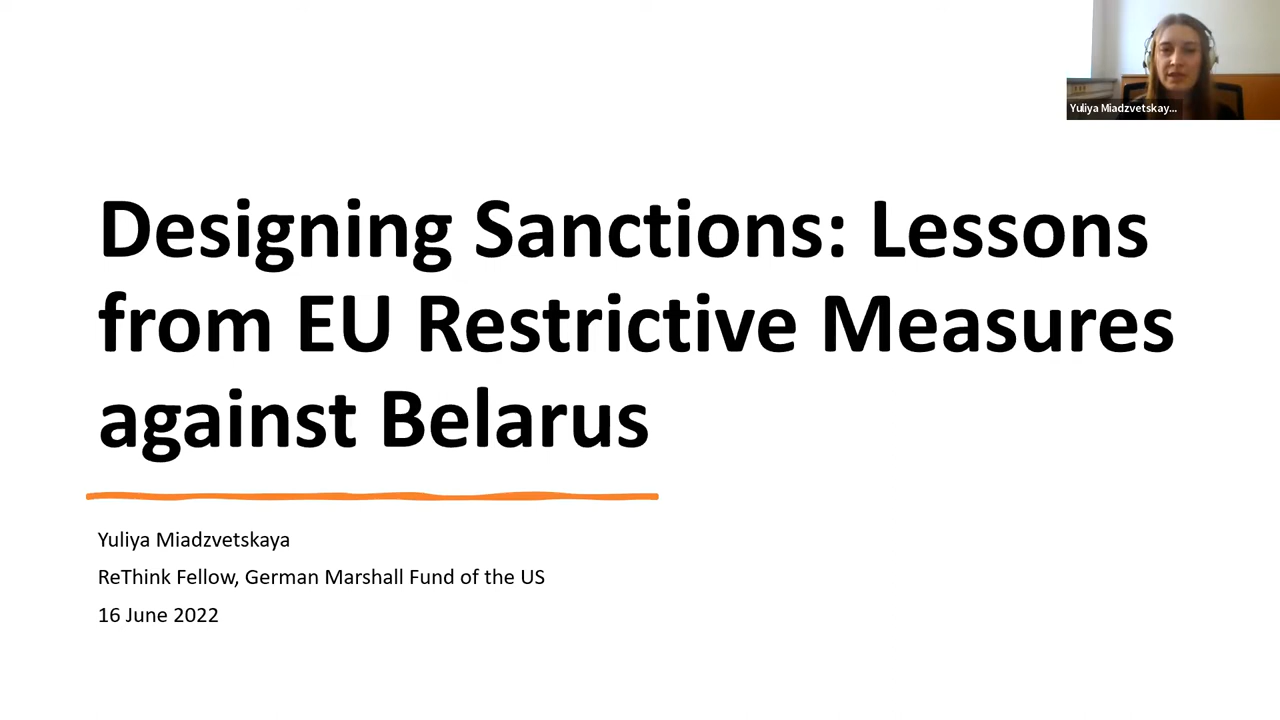 Yuliya Miadzvetskay...
Designing Sanctions: Lessons
from EU Restrictive Measures
against Belarus
Yuliya Miadzvetskaya
ReThink Fellow, German Marshall Fund of the US
16 June 2022